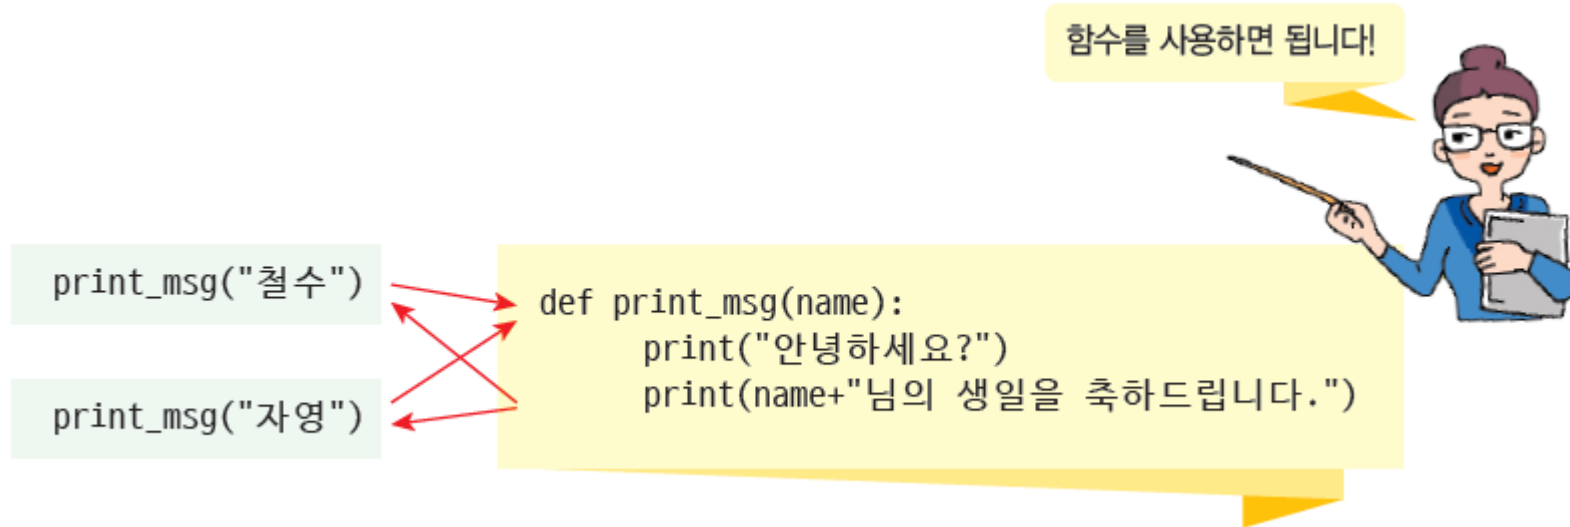 함수를 사용하면 됩니다!
print_msg("철수")
print_msg("자영")
def print_msg(name):
    print("안녕하세요?")
    print(name+"님의 생일을 축하드립니다.")